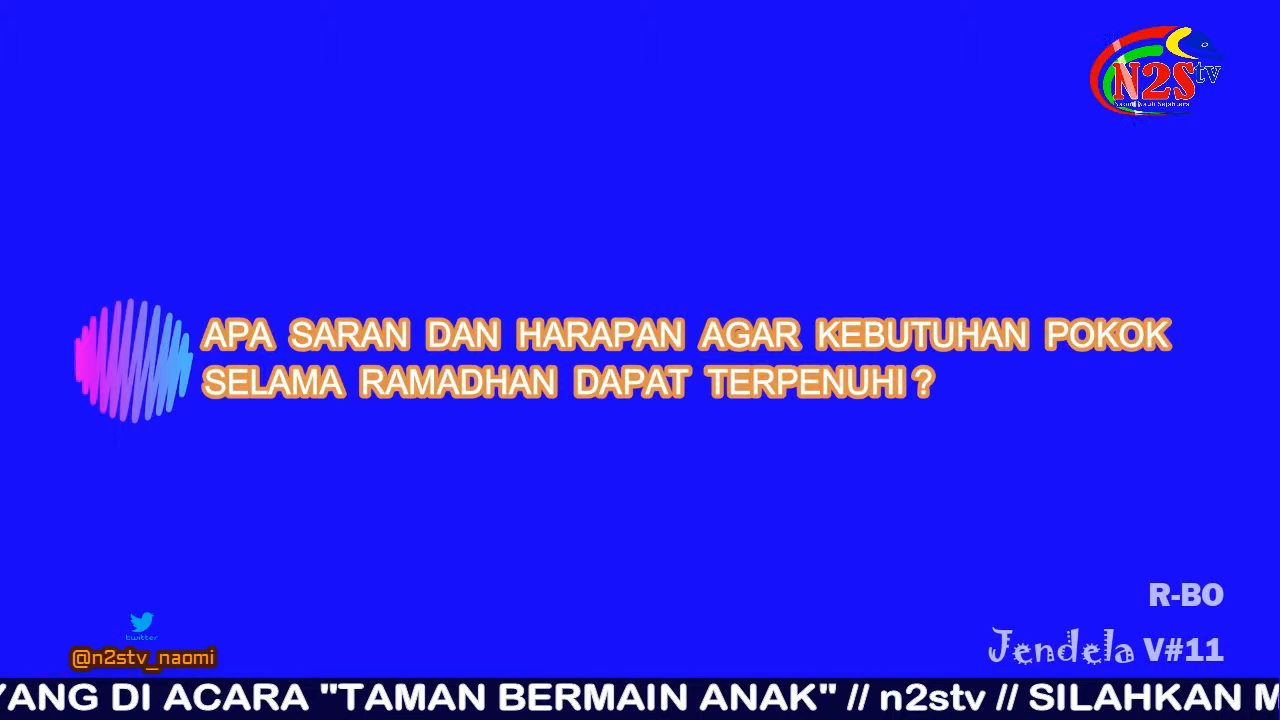 N2S tv
APA SARAN DAN HARAPAN AGAR KEBUTUHAN POKOK
SELAMA RAMADHAN DAPAT TERPENUHI ?
R-BO
Jendela V#11
twitter
@n2stv_naomi
YANG DI ACARA "TAMAN BERMAIN ANAK" // n2stv // SILAHKAN M